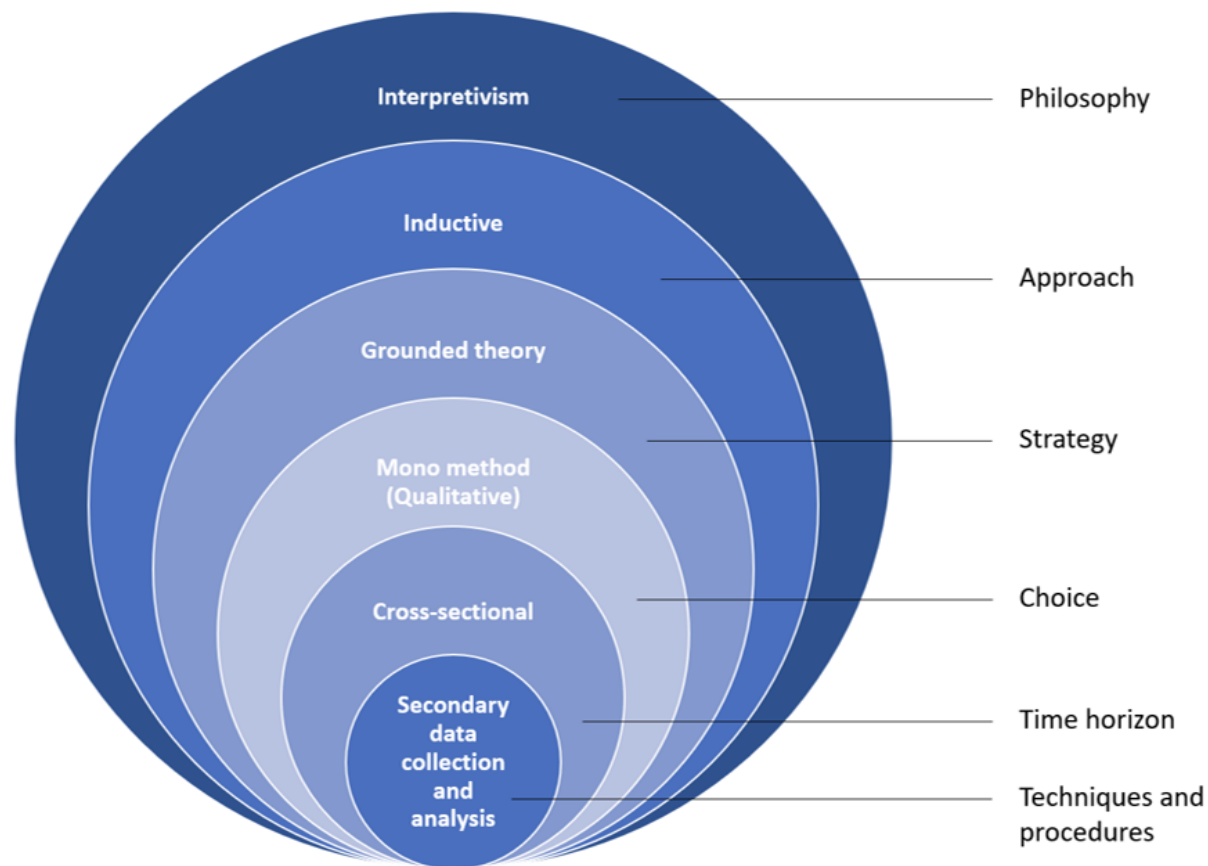 Interpretivism
Philosophy
Inductive
Approach
Grounded theory
Strategy
Mono method
(Qualitative)
Choice
Cross-sectional
Time horizon
Secondary
data
collection
and
analysis
Techniques and
procedures